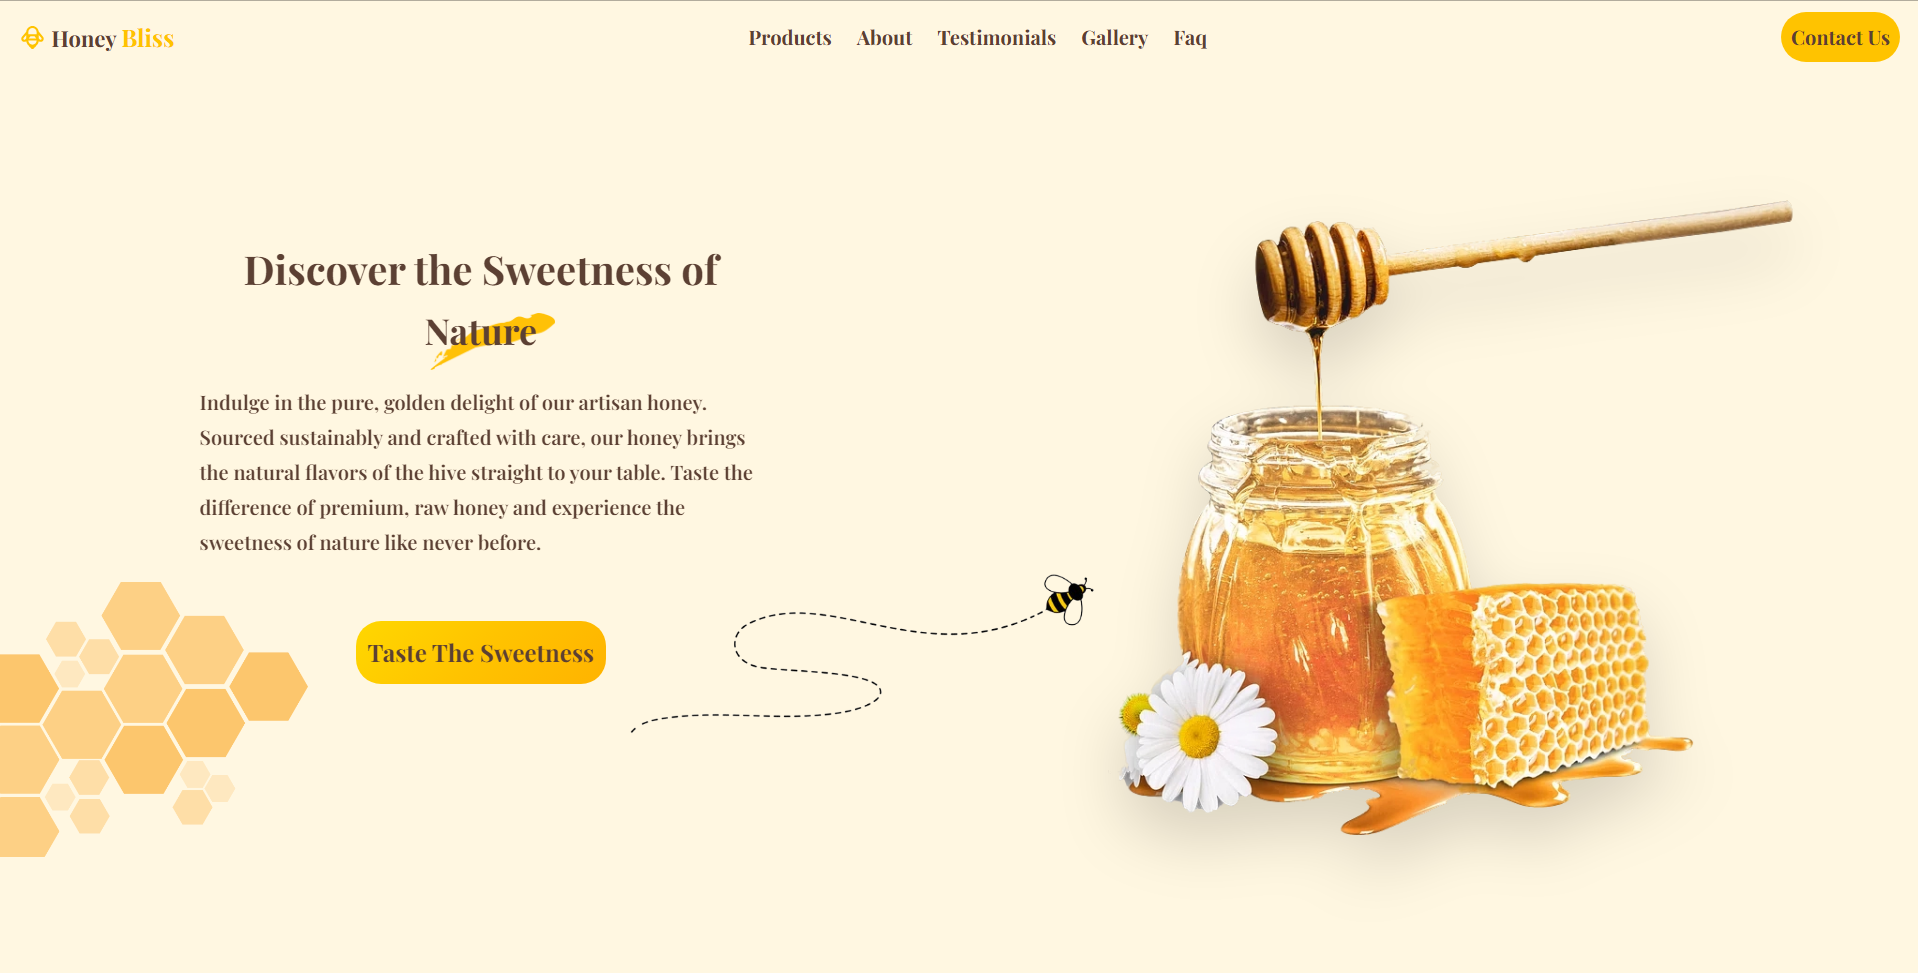 Honey Bliss
Products
About
Testimonials
Gallery
Faq
Contact Us
Discover the Sweetness of
Nature
Indulge in the pure, golden delight of our artisan honey.
Sourced sustainably and crafted with care, our honey brings
the natural flavors of the hive straight to your table. Taste the
difference of premium, raw honey and experience the
sweetness of nature like never before.
Taste The Sweetness